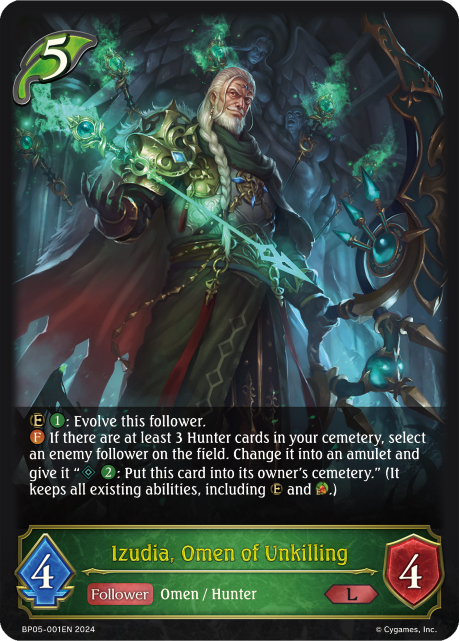 5
E 1: Evolve this follower.
F If there are at least 3 Hunter cards in your cemetery, select
an enemy follower on the field. Change it into an amulet and
give it “ 2: Put this card into its owner’s cemetery.” (It
keeps all existing abilities, including E and .)
Izudia, Omen of Unkilling
4
Follower Omen / Hunter L
4
BP05-001EN 2024 © Cygames, Inc.